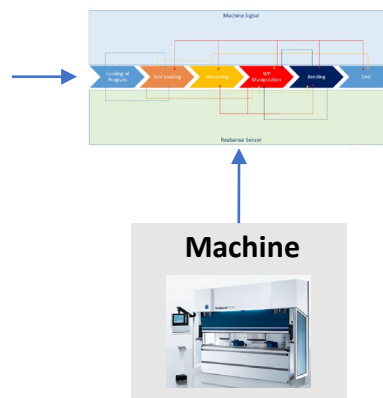 Machine Signal
Loading of
Program
Tool Loading
Measuring
WP
Manipulation
Bending
End
Realsense Sensor
Machine